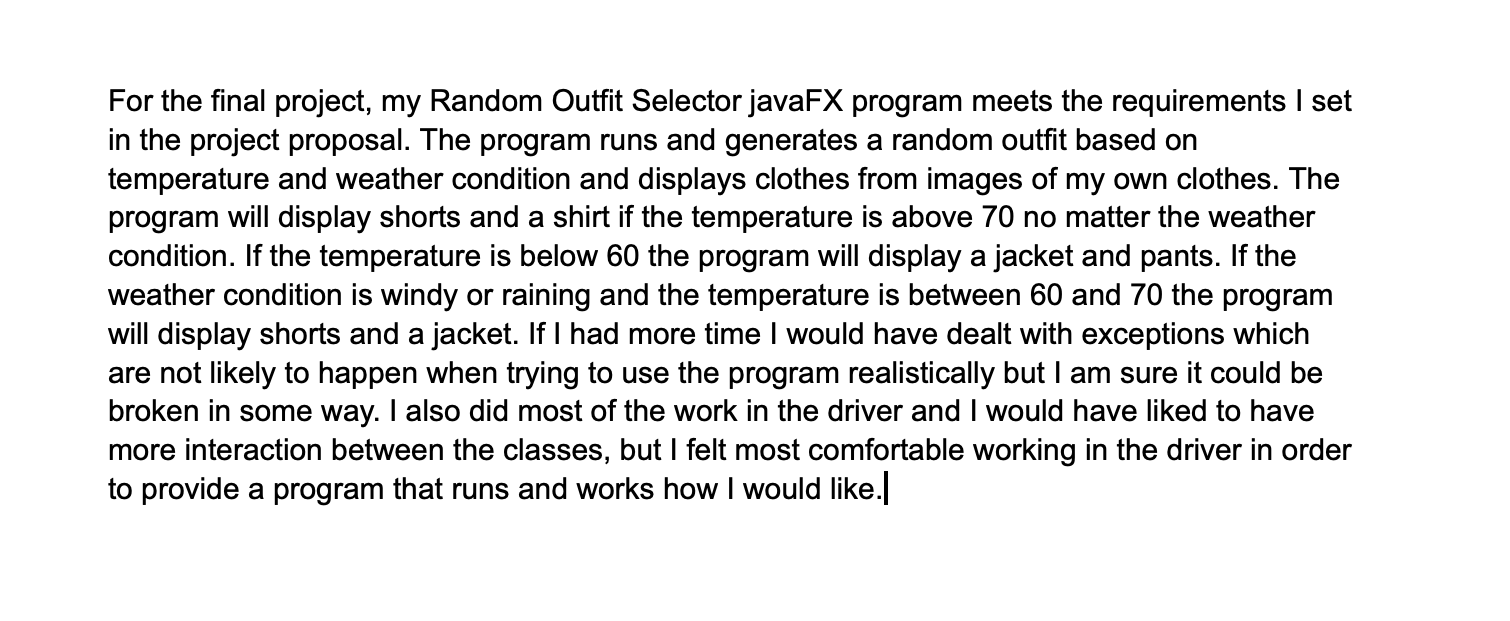 For the final project, my Random Outfit Selector javaFX program meets the requirements I set
in the project proposal. The program runs and generates a random outfit based on
temperature and weather condition and displays clothes from images of my own clothes. The
program will display shorts and a shirt if the temperature is above 70 no matter the weather
condition. If the temperature is below 60 the program will display a jacket and pants. If the
weather condition is windy or raining and the temperature is between 60 and 70 the program
will display shorts and a jacket. If I had more time I would have dealt with exceptions which
are not likely to happen when trying to use the program realistically but I am sure it could be
broken in some way. I also did most of the work in the driver and I would have liked to have
more interaction between the classes, but I felt most comfortable working in the driver in order
to provide a program that runs and works how I would like.